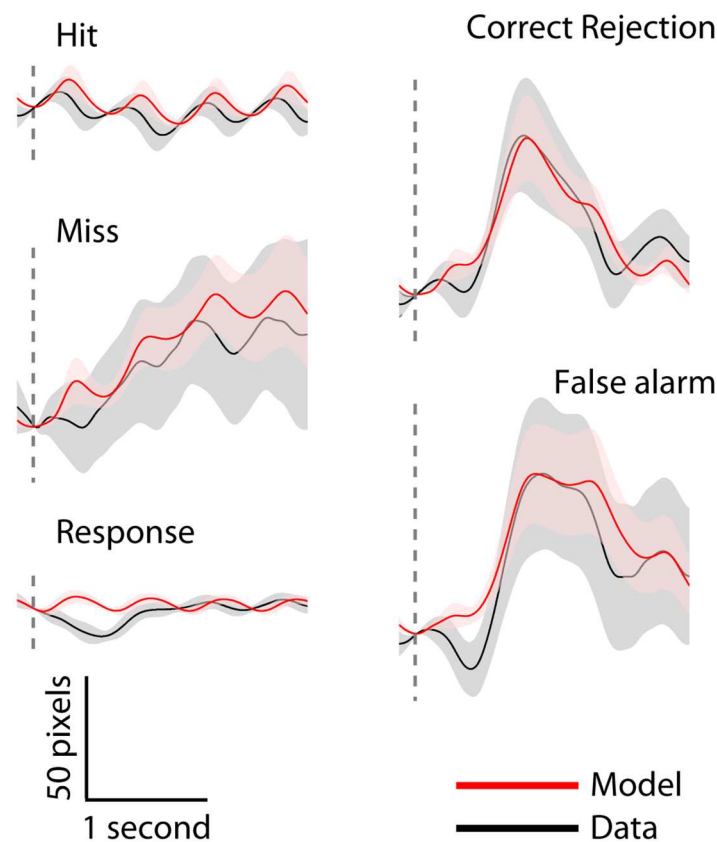 Hit
Correct Rejection
Miss
False alarm
Response
50 pixels
1 second
Model
Data